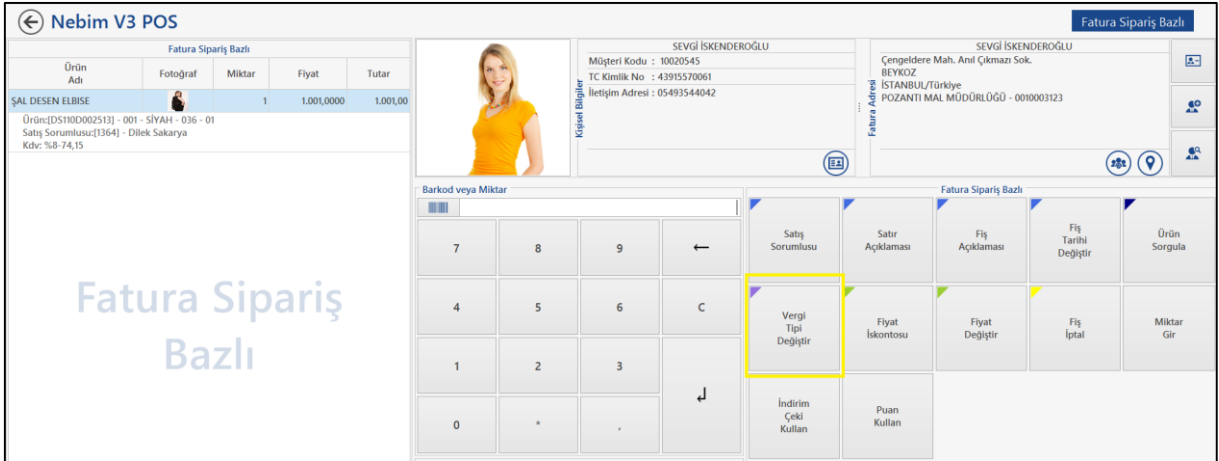 Nebim V3 POS
Fatura Sipariş Bazlı
Fatura Sipariş Bazlı
Ürün
Adı
Fotoğraf
Miktar
Fiyat
Tutar
ŞAL DESEN ELBISE
1
1.001,0000
1.001,00
Ürün:[DS110D002513] - 001 - SİYAH - 036 - 01
Satış Sorumlusu:[1364] - Dilek Sakarya
Kdv: %8-74,15
Fatura Sipariş
Bazlı
Kişisel Bilgiler
SEVGİ İSKENDEROĞLU
Müşteri Kodu : 10020545
TC Kimlik No : 43915570061
İletişim Adresi : 05493544042
Fatura Adresi
SEVGİ İSKENDEROĞLU
Çengeldere Mah. Anıl Çıkmazı Sok.
BEYKOZ
İSTANBUL/Türkiye
POZANTI MAL MÜDÜRLÜĞÜ - 0010003123
Barkod veya Miktar
7
8
9
←
4
5
6
C
1
2
3
↲
0
*
,
Fatura Sipariş Bazlı
Satış
Sorumlusu
Satır
Açıklaması
Fiş
Açıklaması
Fiş
Tarihi
Değiştir
Ürün
Sorgula
Vergi
Tipi
Değiştir
Fiyat
İskontosu
Fiyat
Değiştir
Fiş
İptal
Miktar
Gir
İndirim
Çeki
Kullan
Puan
Kullan